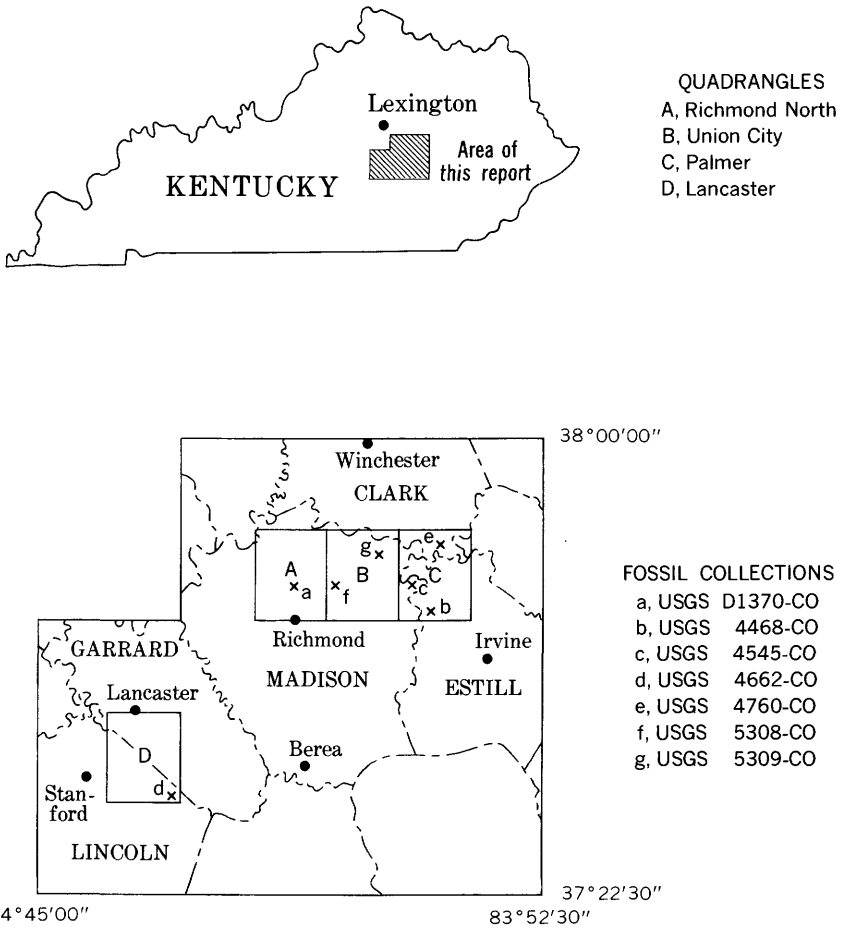 Lexington
Area of
this report
KENTUCKY
QUADRANGLES
A, Richmond North
B, Union City
C, Palmer
D, Lancaster
38°00'00"
Winchester
CLARK
e
g
A
a
B
f
C
c
b
Richmond
Irvine
GARRARD
MADISON
ESTILL
Lancaster
D
d
Berea
Stan-
ford
LINCOLN
37°22'30"
4°45'00"
83°52'30"
FOSSIL COLLECTIONS
a, USGS D1370-CO
b, USGS 4468-CO
c, USGS 4545-CO
d, USGS 4662-CO
e, USGS 4760-CO
f, USGS 5308-CO
g, USGS 5309-CO